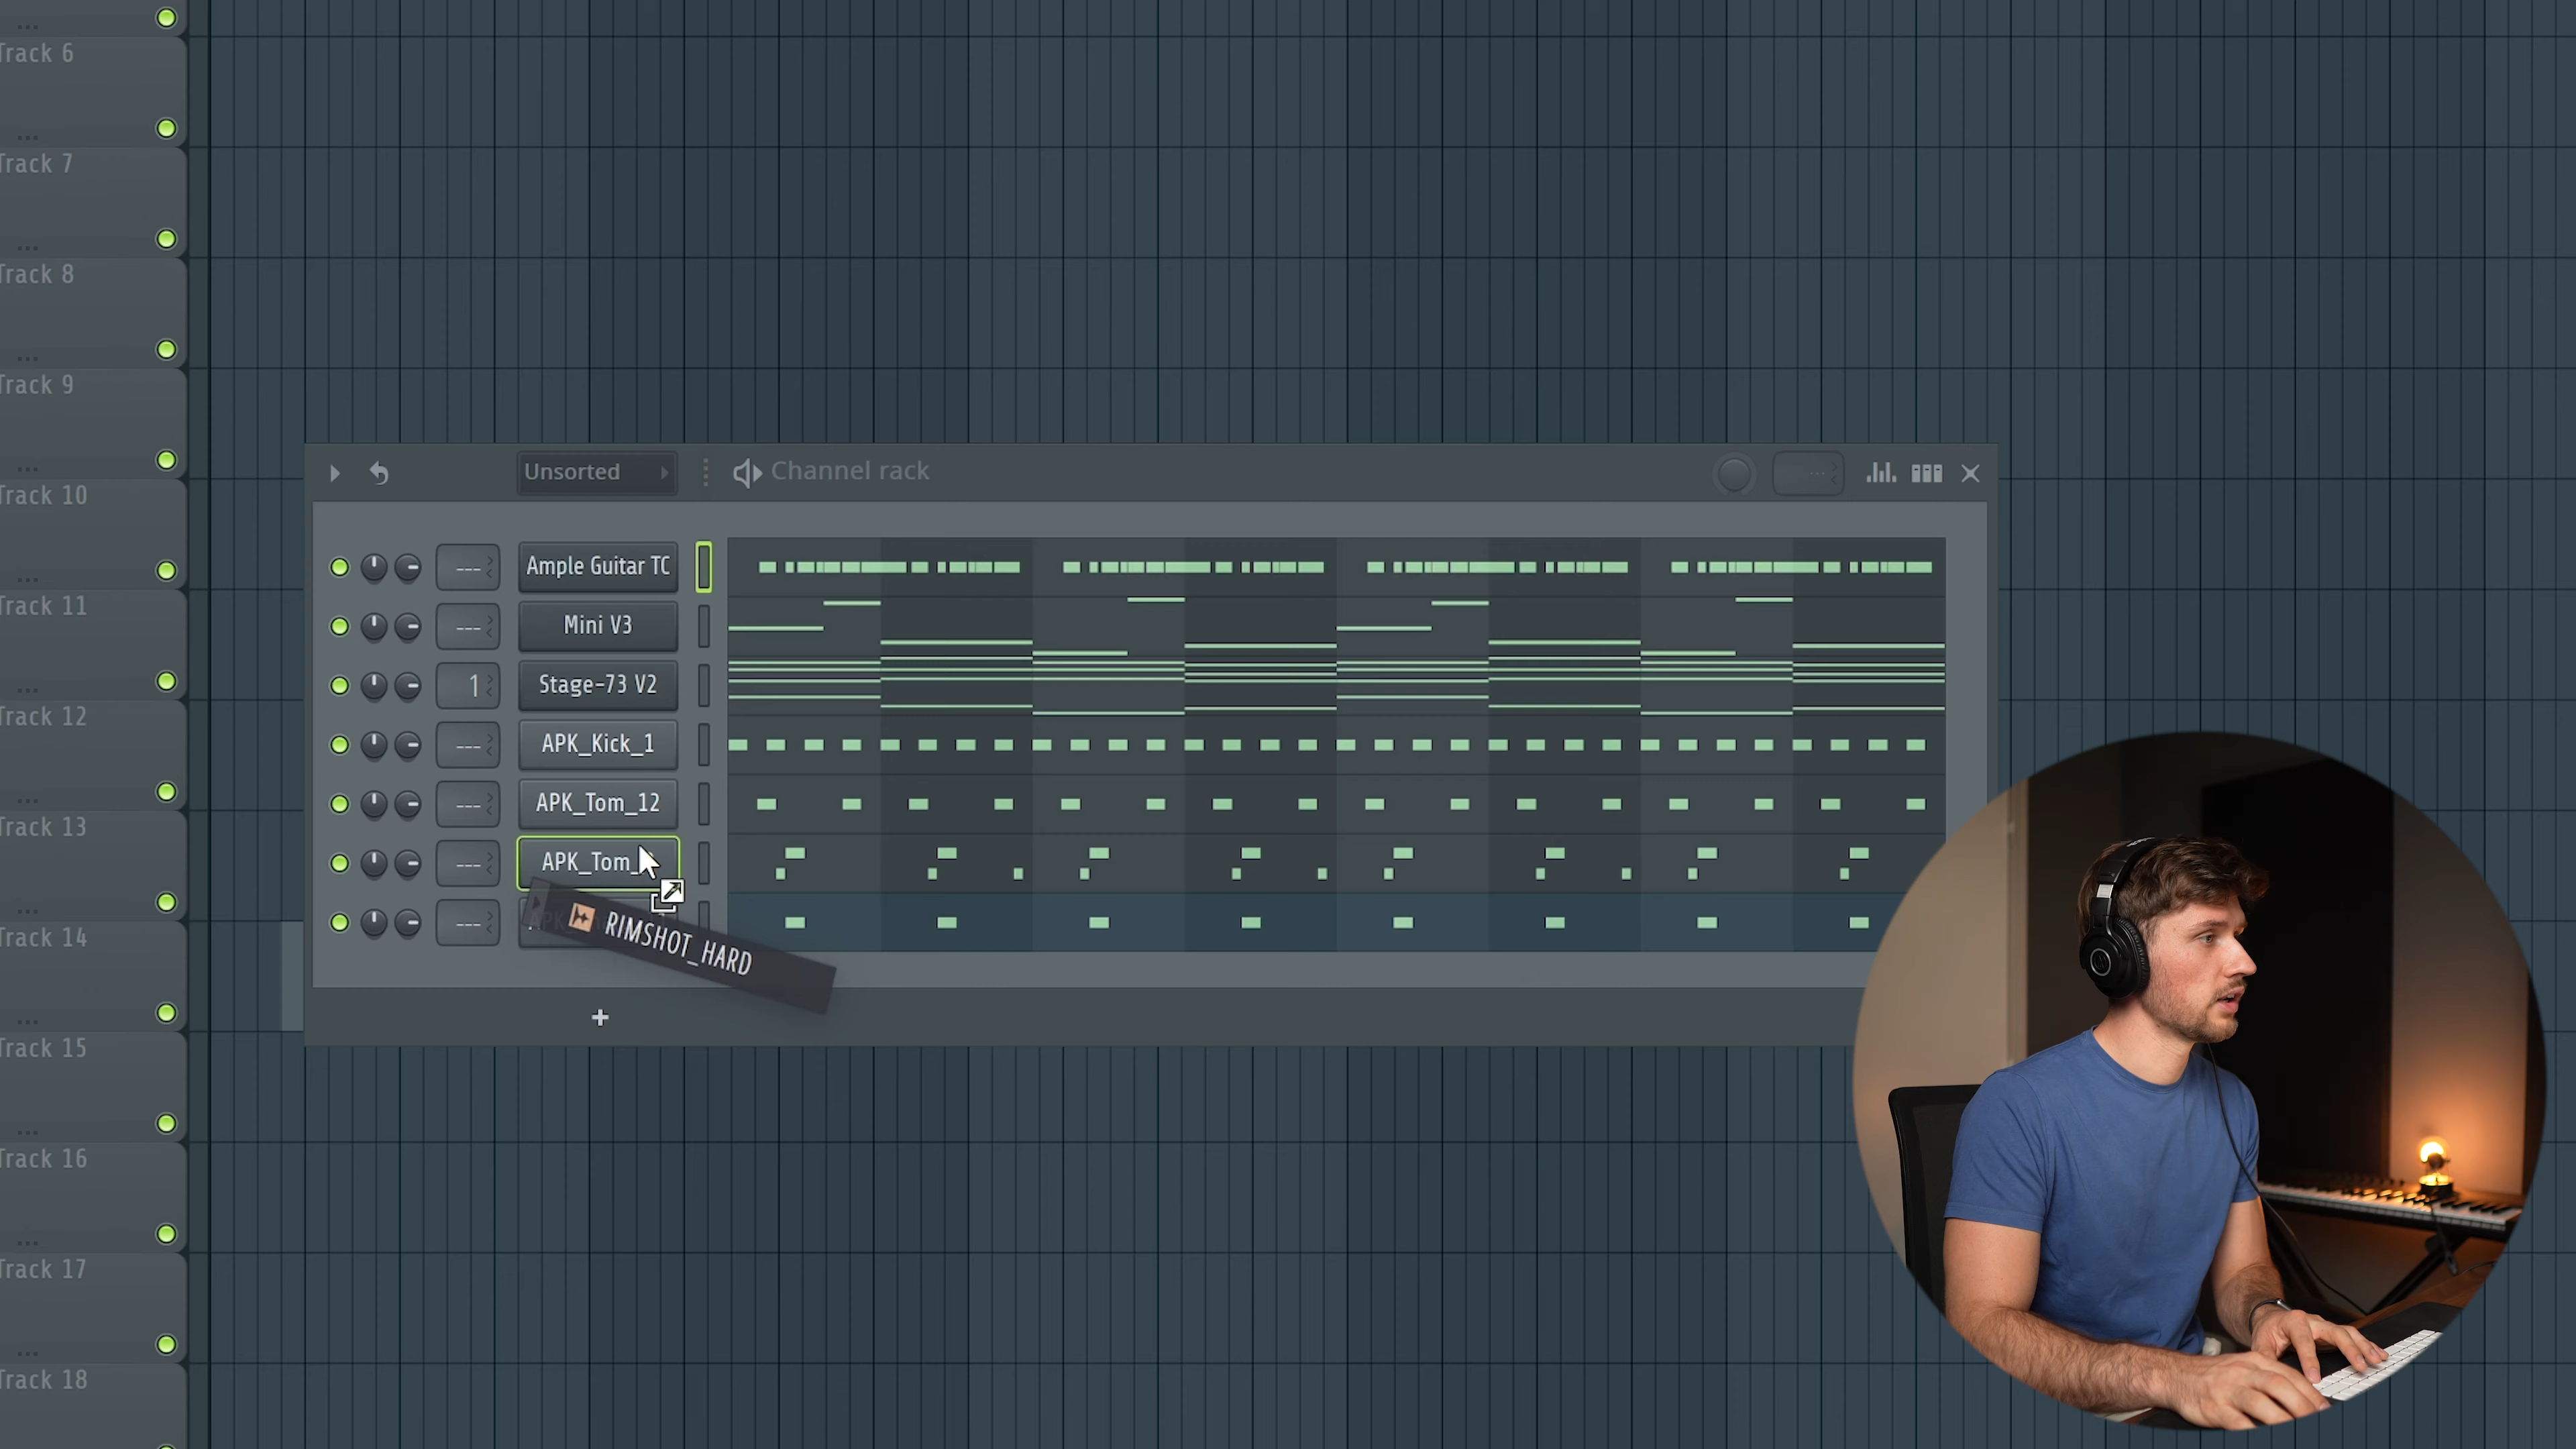 Track 6
Track 7
Track 8
Track 9
Track 10
Track 11
Track 12
Track 13
Track 14
Track 15
Track 16
Track 17
Track 18
Unsorted
Channel rack
--- Ample Guitar TC
--- Mini V3
1 Stage-73 V2
--- APK_Kick_1
--- APK_Tom_12
--- APK_Tom_
---
RIMSHOT_HARD